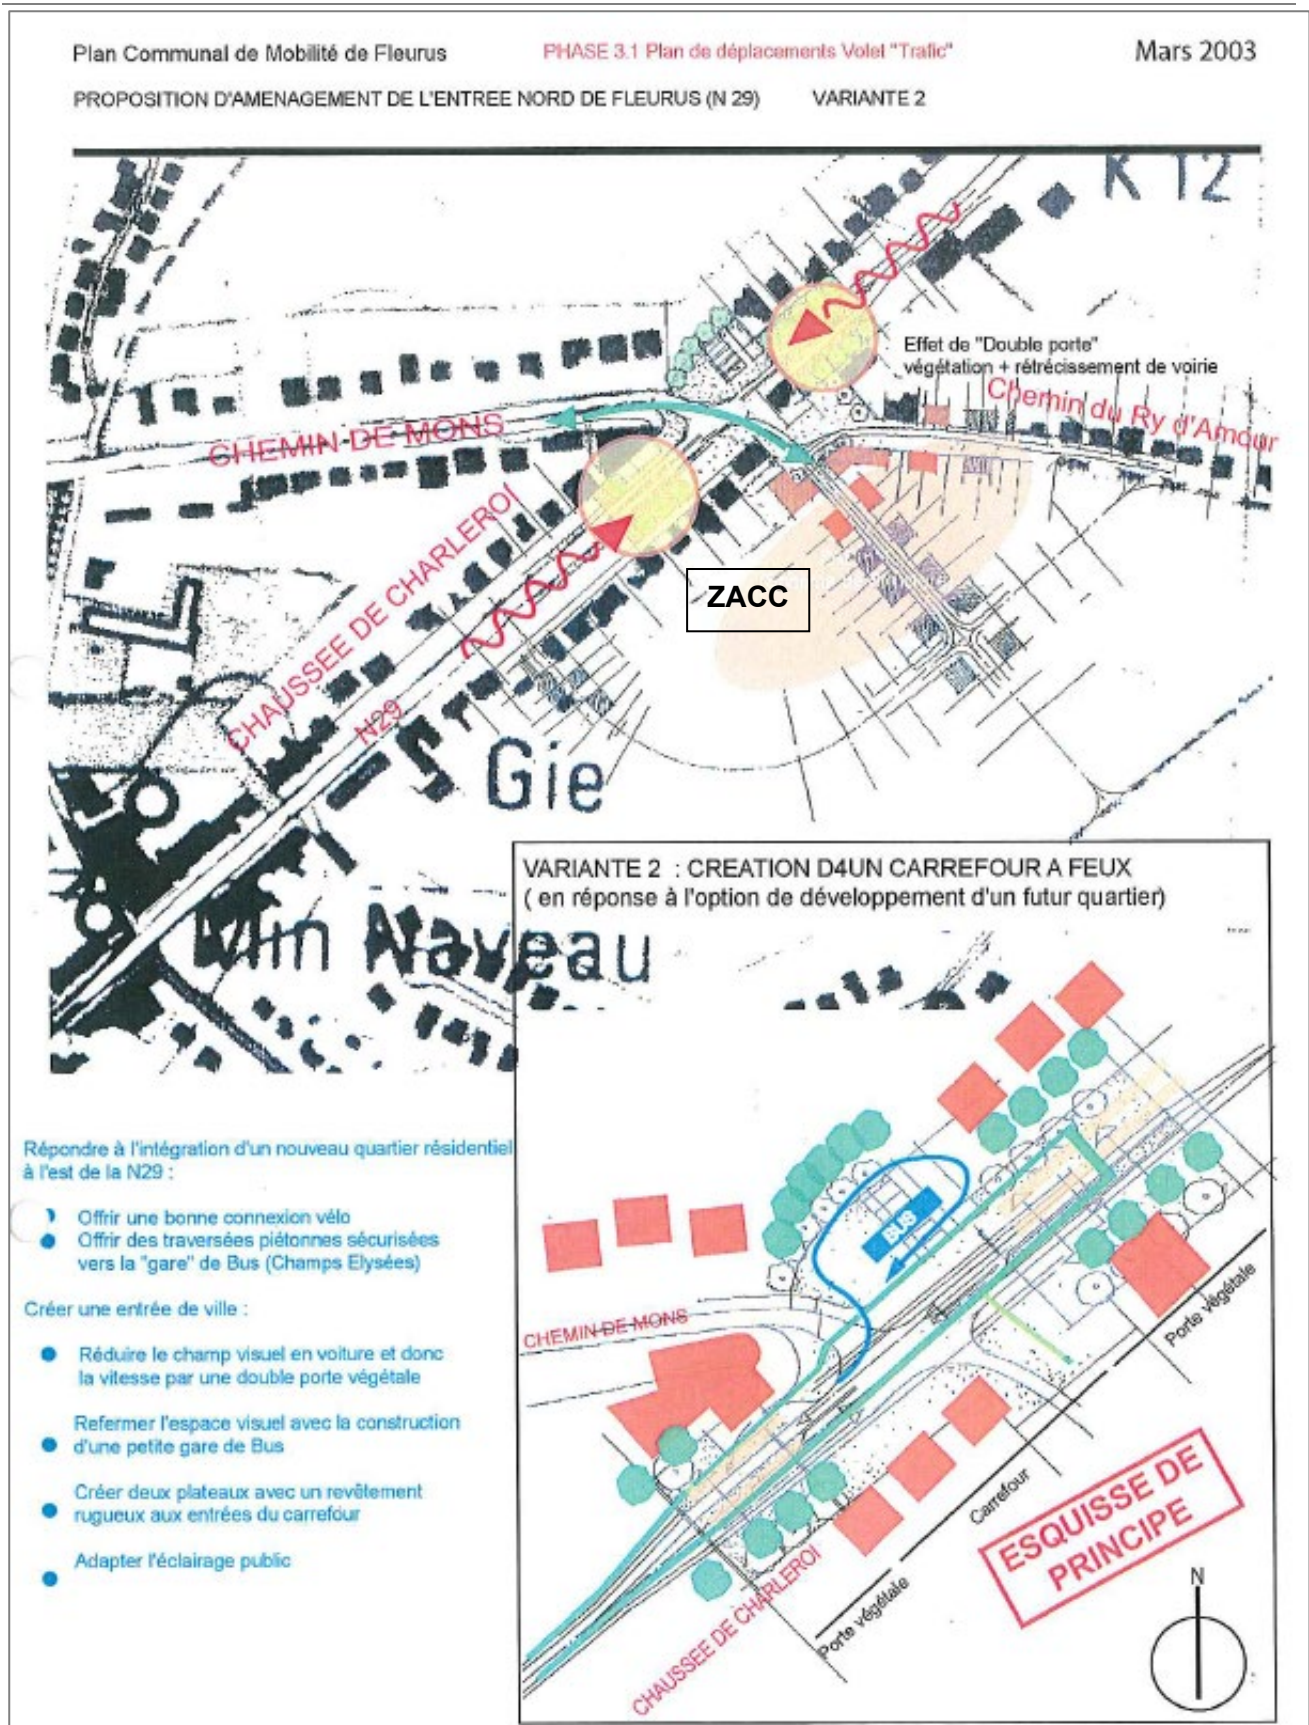 Plan Communal de Mobilité de Fleurus
PHASE 3.1 Plan de déplacements Volet "Trafic"
Mars 2003
PROPOSITION D'AMENAGEMENT DE L'ENTREE NORD DE FLEURUS (N 29)
VARIANTE 2
K 12
Effet de "Double porte"
végétation + rétrécissement de voirie
Chemin du Ry d'Amour
CHEMIN DE MONS
CHAUSSEE DE CHARLEROI
N29
ZACC
Gie
Min Naveau
VARIANTE 2 : CREATION D4UN CARREFOUR A FEUX
( en réponse à l'option de développement d'un futur quartier)
BUS
CHEMIN DE MONS
CHAUSSEE DE CHARLEROI
Porte végétale
Carrefour
Porte végétale
ESQUISSE DE
PRINCIPE
N
Répondre à l'intégration d'un nouveau quartier résidentiel
à l'est de la N29 :
Offrir une bonne connexion vélo
Offrir des traversées piétonnes sécurisées
vers la "gare" de Bus (Champs Elysées)
Créer une entrée de ville :
Réduire le champ visuel en voiture et donc
la vitesse par une double porte végétale
Refermer l'espace visuel avec la construction
d'une petite gare de Bus
Créer deux plateaux avec un revêtement
rugueux aux entrées du carrefour
Adapter l'éclairage public